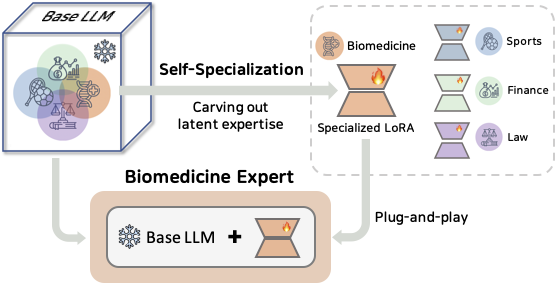 Base LLM
Self-Specialization
Carving out
latent expertise
Biomedicine
Specialized LoRA
Sports
Finance
Law
Biomedicine Expert
Base LLM +
Plug-and-play